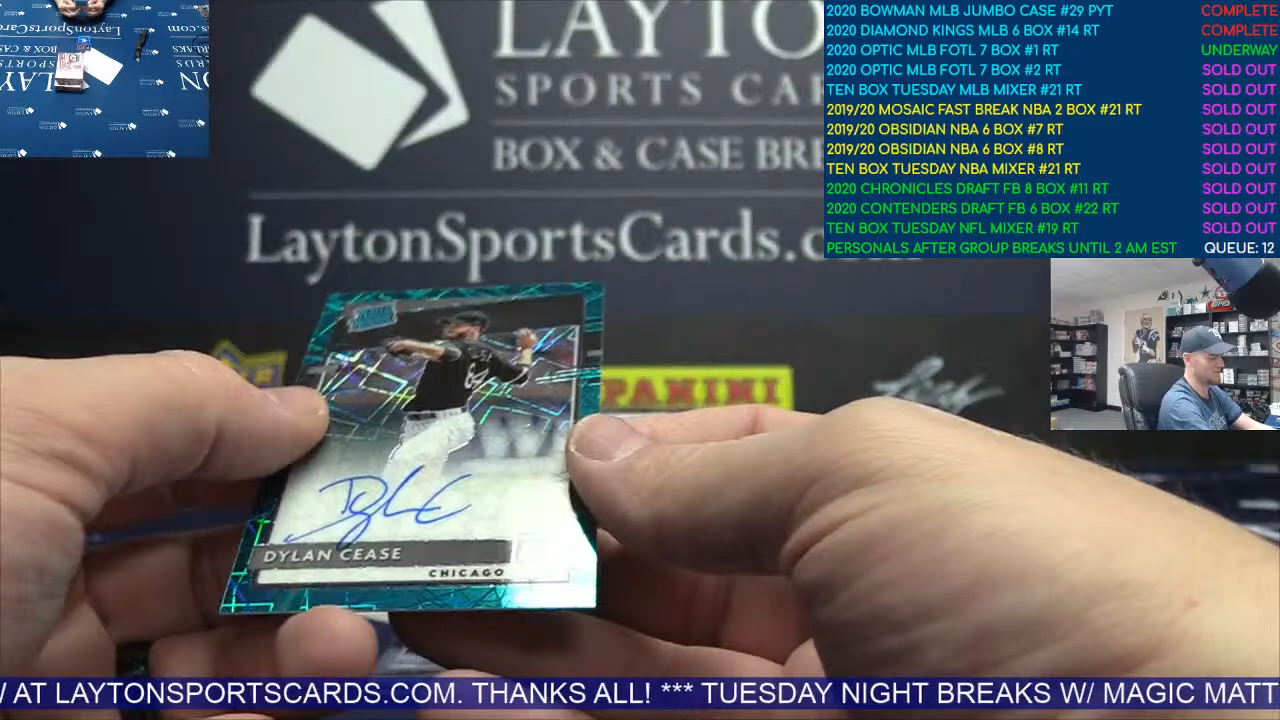 LAYTO
SPORTS CAR
BOX & CASE BRE
LaytonSportsCards.c
2020 BOWMAN MLB JUMBO CASE #29 PYT COMPLETE
2020 DIAMOND KINGS MLB 6 BOX #14 RT COMPLETE
2020 OPTIC MLB FOTL 7 BOX #1 RT UNDERWAY
2020 OPTIC MLB FOTL 7 BOX #2 RT SOLD OUT
TEN BOX TUESDAY MLB MIXER #21 RT SOLD OUT
2019/20 MOSAIC FAST BREAK NBA 2 BOX #21 RT SOLD OUT
2019/20 OBSIDIAN NBA 6 BOX #7 RT SOLD OUT
2019/20 OBSIDIAN NBA 6 BOX #8 RT SOLD OUT
TEN BOX TUESDAY NBA MIXER #21 RT SOLD OUT
2020 CHRONICLES DRAFT FB 8 BOX #11 RT SOLD OUT
2020 CONTENDERS DRAFT FB 6 BOX #22 RT SOLD OUT
TEN BOX TUESDAY NFL MIXER #19 RT SOLD OUT
PERSONALS AFTER GROUP BREAKS UNTIL 2 AM EST QUEUE: 12
PANINI
Leaf
DYLAN CEASE
CHICAGO
/ AT LAYTONSPORTSCARDS.COM. THANKS ALL! *** TUESDAY NIGHT BREAKS W/ MAGIC MATT